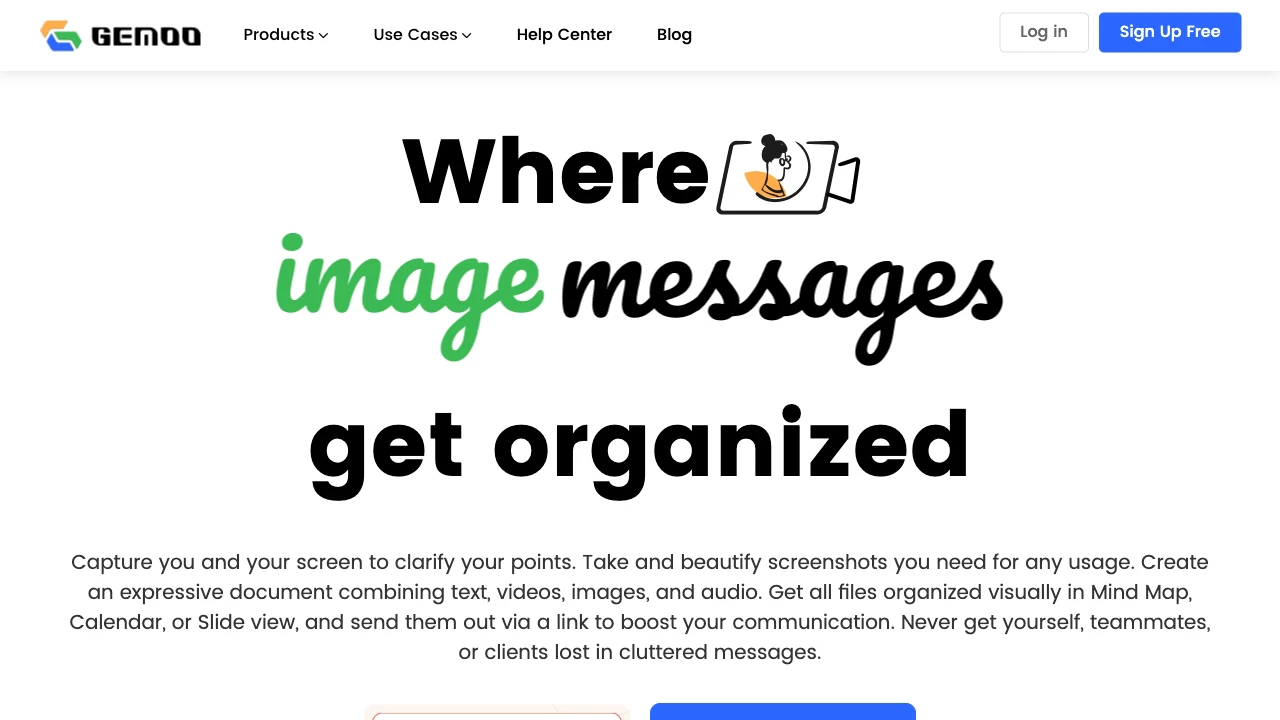 GEMOO
Products
Use Cases
Help Center
Blog
Log in
Sign Up Free
Where
image messages
get organized
Capture you and your screen to clarify your points. Take and beautify screenshots you need for any usage. Create
an expressive document combining text, videos, images, and audio. Get all files organized visually in Mind Map,
Calendar, or Slide view, and send them out via a link to boost your communication. Never get yourself, teammates,
or clients lost in cluttered messages.